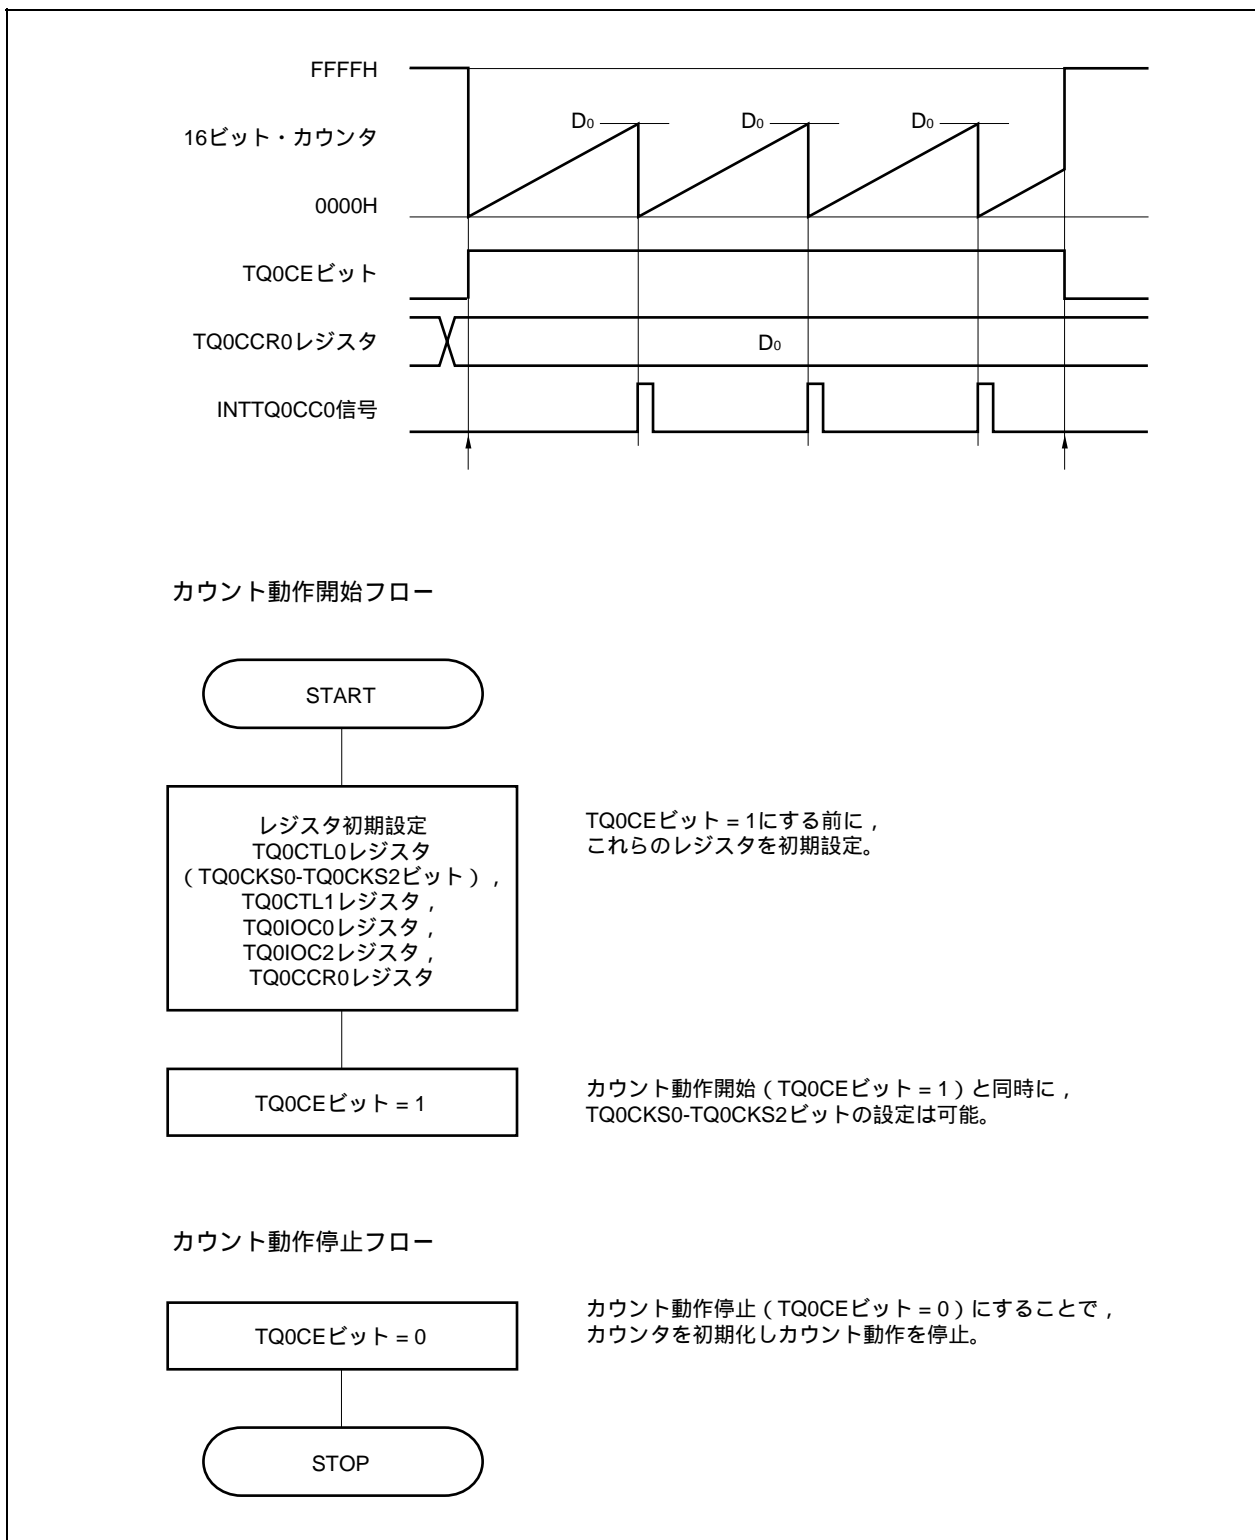 FFFFH
16ビット・カウンタ
D0 D0 D0
0000H
TQ0CEビット
TQ0CCR0レジスタ
D0
INTTQ0CC0信号
カウント動作開始フロー
START
レジスタ初期設定
TQ0CTL0レジスタ
（TQ0CKS0-TQ0CKS2ビット），
TQ0CTL1レジスタ，
TQ0IOC0レジスタ，
TQ0IOC2レジスタ，
TQ0CCR0レジスタ
TQ0CEビット = 1にする前に，
これらのレジスタを初期設定。
TQ0CEビット = 1
カウント動作開始（TQ0CEビット = 1）と同時に，
TQ0CKS0-TQ0CKS2ビットの設定は可能。
カウント動作停止フロー
TQ0CEビット = 0
カウント動作停止（TQ0CEビット = 0）にすることで，
カウンタを初期化しカウント動作を停止。
STOP